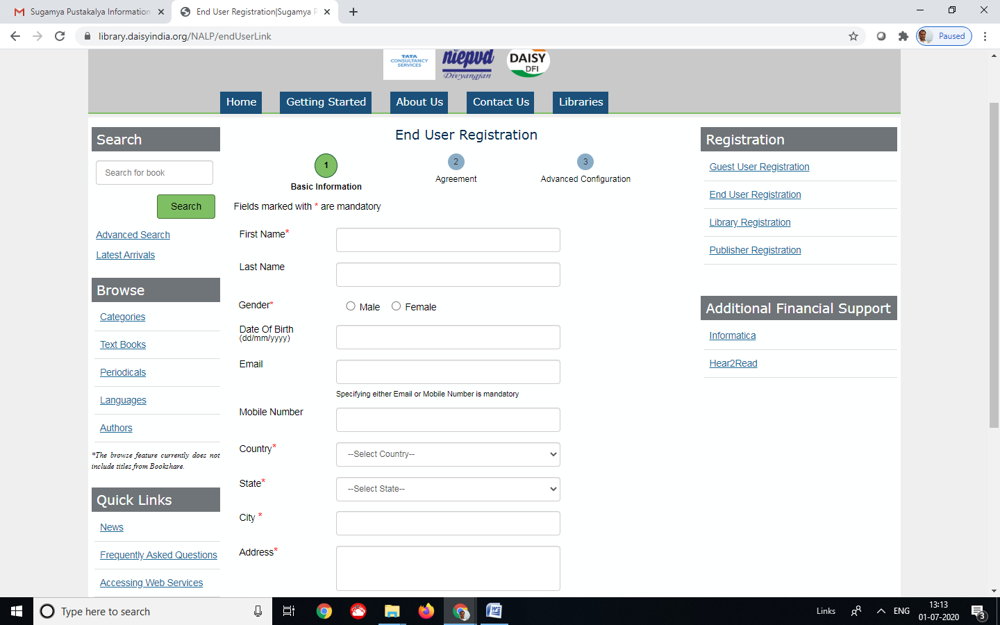 Sugamya Pustakalya Information
End User Registration|Sugamya P
library.daisyindia.org/NALP/endUserLink
Paused
TATA
CONSULTANCY
SERVICES
niepvd
Divyangjan
DAISY
DFI
Home
Getting Started
About Us
Contact Us
Libraries
Search
Search for book
Search
Advanced Search
Latest Arrivals
Browse
Categories
Text Books
Periodicals
Languages
Authors
*The browse feature currently does not
include titles from Bookshare.
Quick Links
News
Frequently Asked Questions
Accessing Web Services
End User Registration
1
Basic Information
2
Agreement
3
Advanced Configuration
Fields marked with * are mandatory
First Name*
Last Name
Gender* Male Female
Date Of Birth
(dd/mm/yyyy)
Email
Specifying either Email or Mobile Number is mandatory
Mobile Number
Country* --Select Country--
State* --Select State--
City *
Address*
Registration
Guest User Registration
End User Registration
Library Registration
Publisher Registration
Additional Financial Support
Informatica
Hear2Read
Type here to search
Links
ENG
13:13
01-07-2020
3